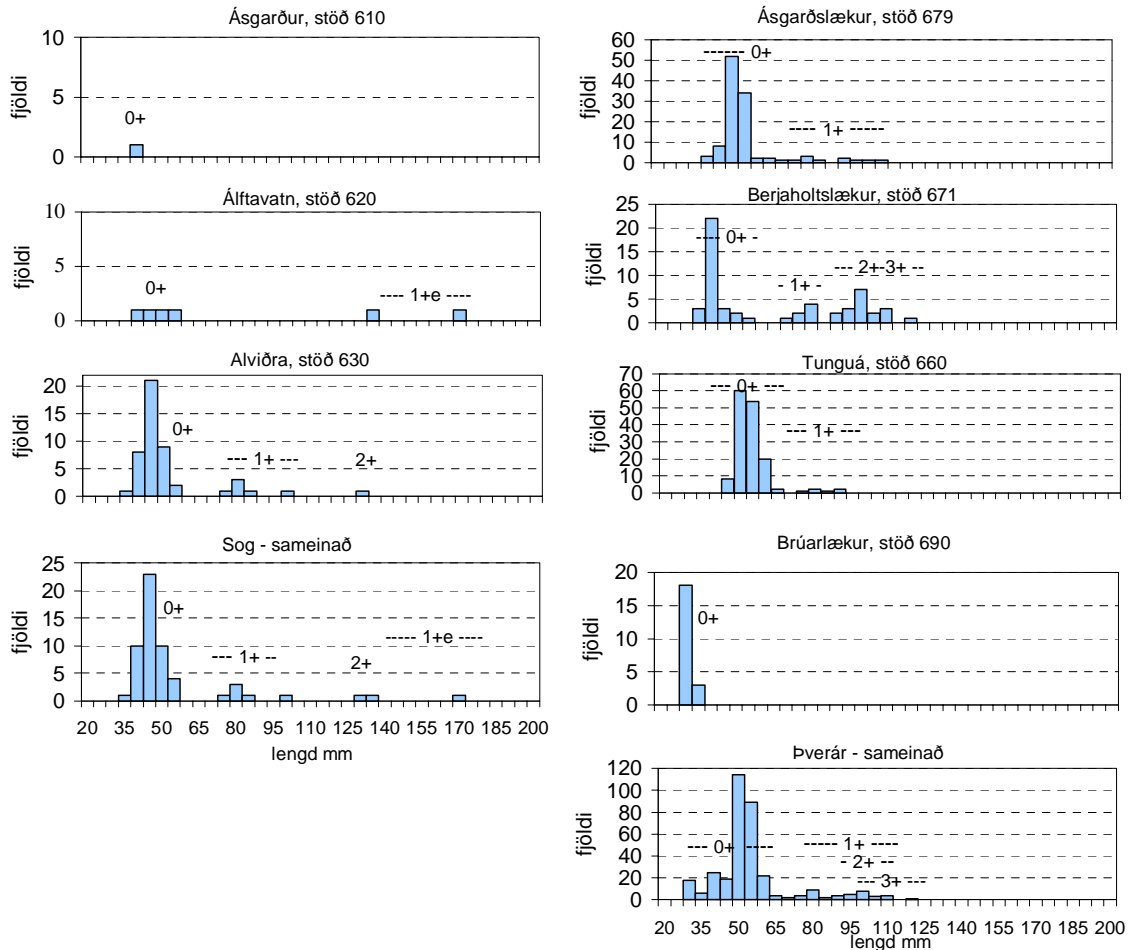 Ásgarður, stöð 610
10
5
0
fjöldi
0+
Álftavatn, stöð 620
10
5
0
fjöldi
0+
---- 1+e ----
Alviðra, stöð 630
20
15
10
5
0
fjöldi
0+
--- 1+ ---
2+
Sog - sameinað
25
20
15
10
5
0
fjöldi
0+
--- 1+ --
2+
------ 1+e -----
20 35 50 65 80 95 110 125 140 155 170 185 200
lengd mm
Ásgarðslækur, stöð 679
60
50
40
30
20
10
0
fjöldi
------ 0+
---- 1+ ------
Berjaholtslækur, stöð 671
25
20
15
10
5
0
fjöldi
---- 0+ -
- 1+ -
--- 2+-3+ --
Tunguá, stöð 660
70
60
50
40
30
20
10
0
fjöldi
--- 0+ ---
---- 1+ ----
Brúarlækur, stöð 690
20
15
10
5
0
fjöldi
0+
Þverár - sameinað
120
100
80
60
40
20
0
fjöldi
---- 0+ ----
------ 1+ -----
- 2+ ---
--- 3+ ---
20 35 50 65 80 95 110 125 140 155 170 185 200
lengd mm